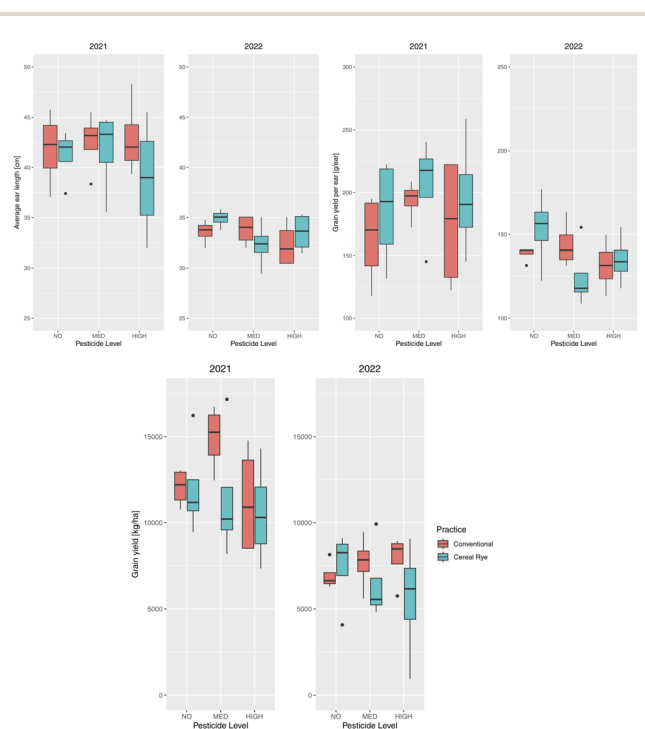 2021
2022
2021
2022
Average ear length [cm]
50
45
40
35
30
25
NO MED HIGH
Pesticide Level
50
45
40
35
30
25
NO MED HIGH
Pesticide Level
Grain yield per ear [g/ear]
300
250
200
150
100
NO MED HIGH
Pesticide Level
250
200
150
100
NO MED HIGH
Pesticide Level
2021
2022
Grain yield [kg/ha]
15000
10000
5000
0
NO MED HIGH
Pesticide Level
15000
10000
5000
0
NO MED HIGH
Pesticide Level
Practice
Conventional
Cereal Rye